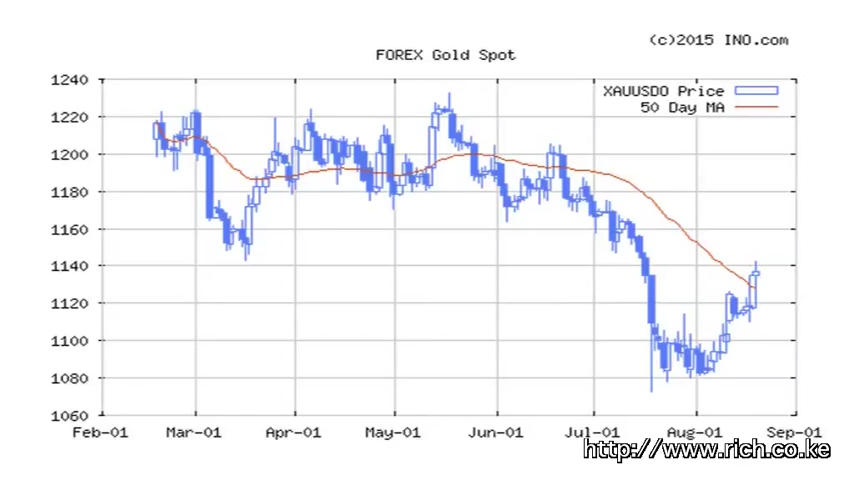 (c)2015 INO.com
FOREX Gold Spot
XAUUSDO Price
50 Day MA
1240
1220
1200
1180
1160
1140
1120
1100
1080
1060
Feb-01 Mar-01 Apr-01 May-01 Jun-01 Jul-01 Aug-01 Sep-01
http://www.rich.co.ke